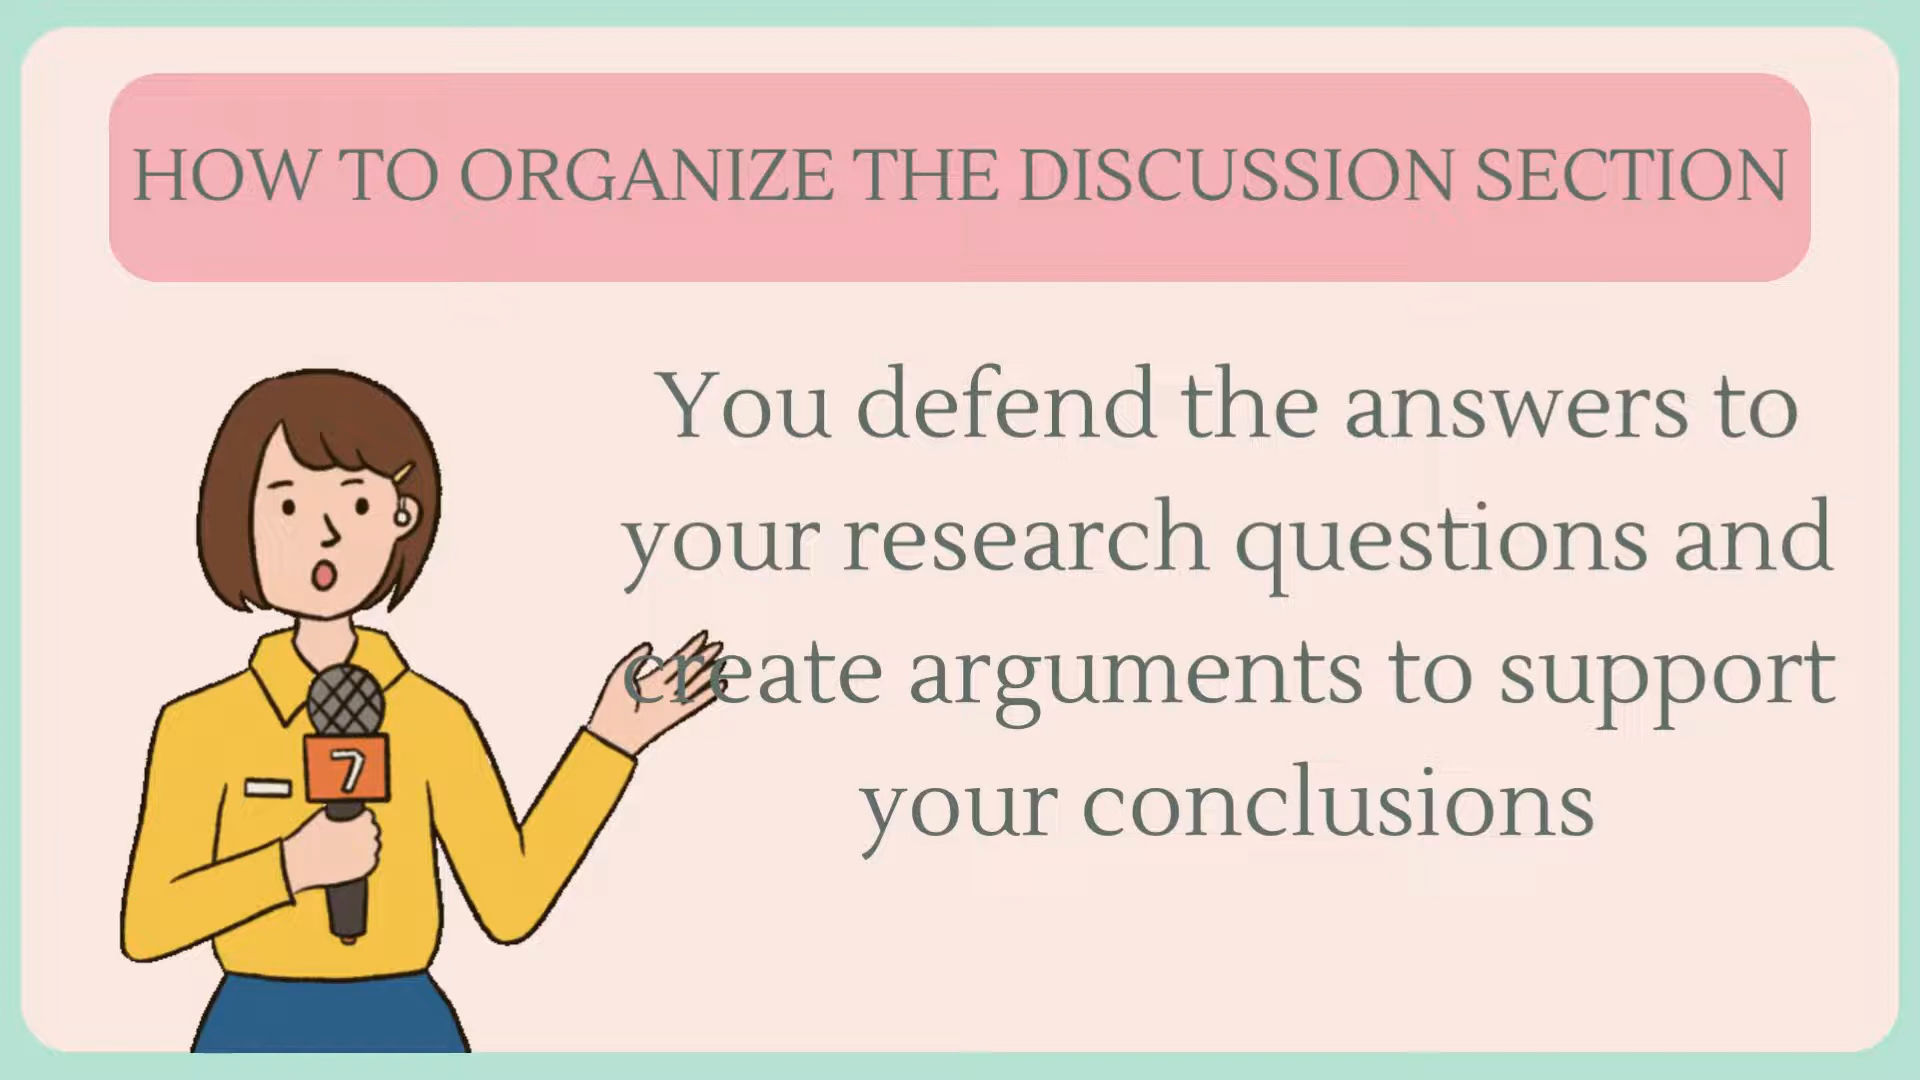 HOW TO ORGANIZE THE DISCUSSION SECTION
You defend the answers to
your research questions and
create arguments to support
your conclusions
7